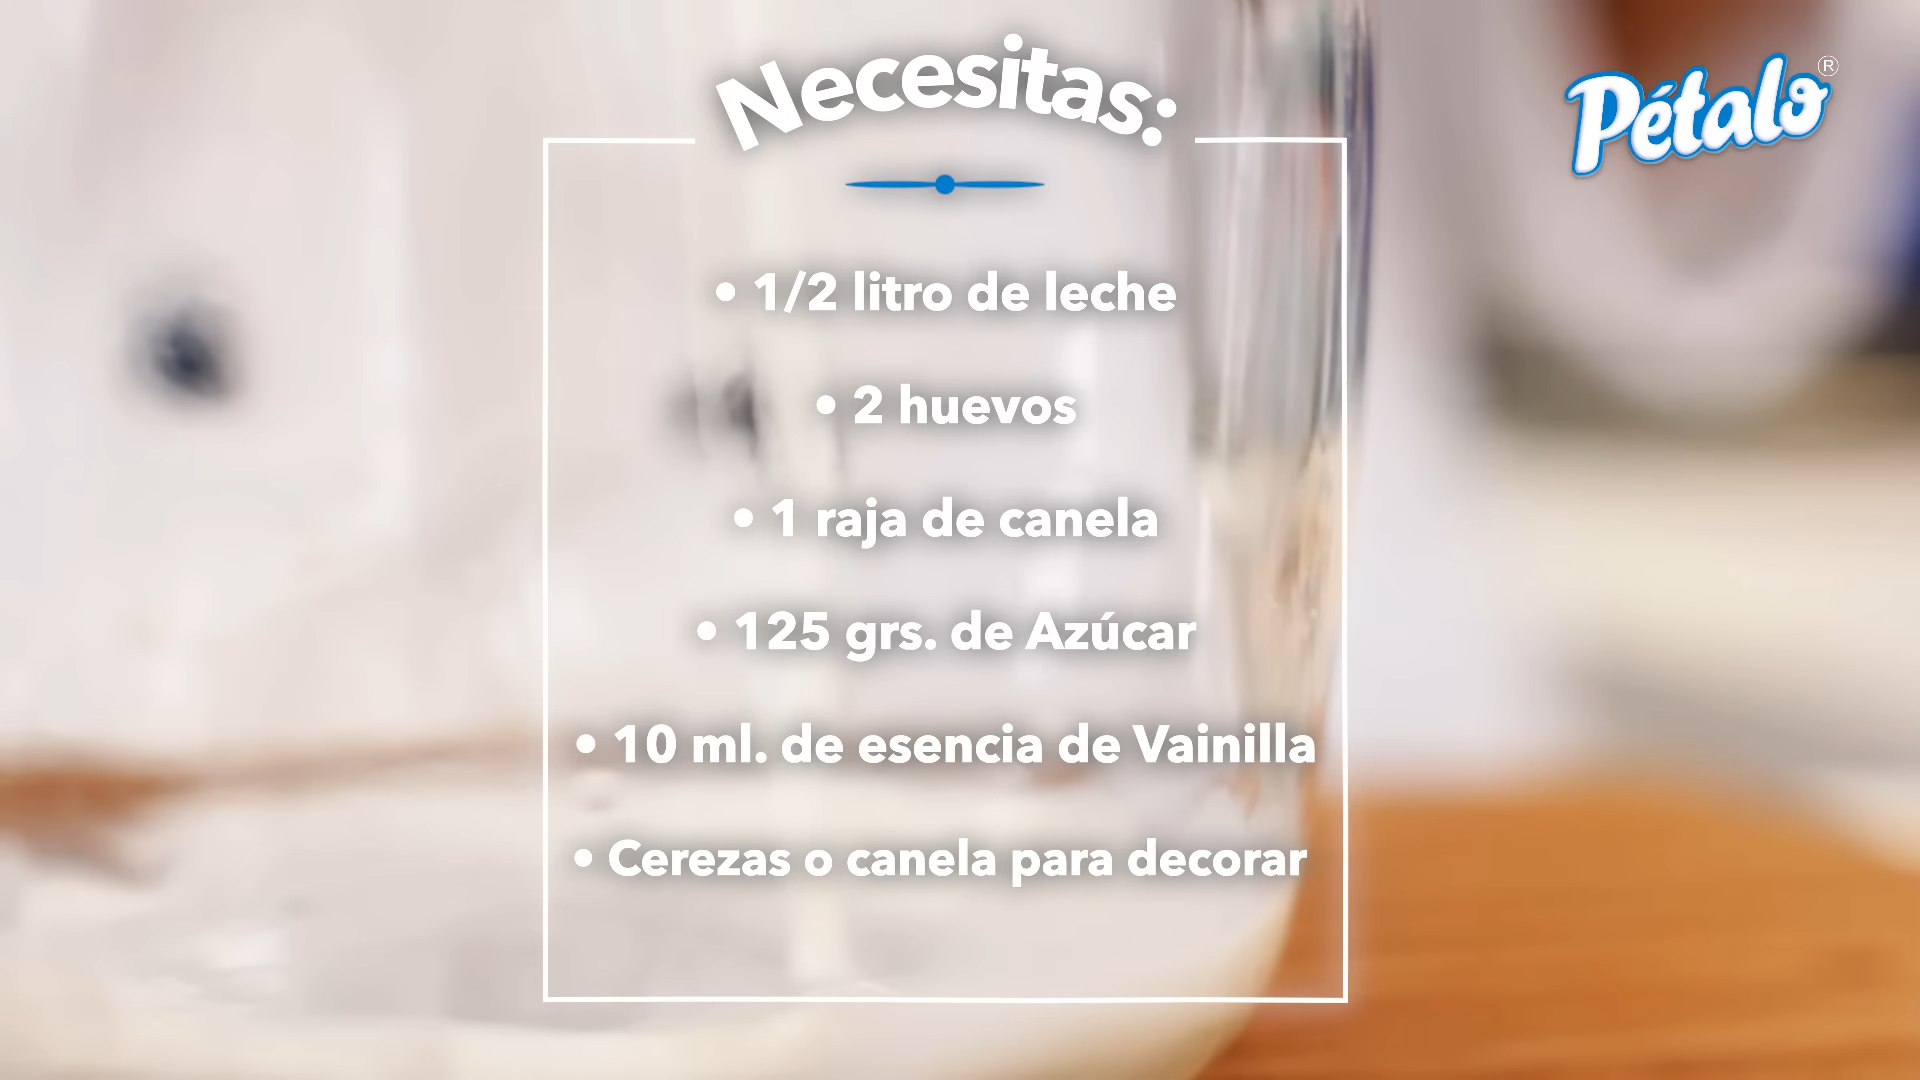 Necesitas:
Pétalo®
• 1/2 litro de leche
• 2 huevos
• 1 raja de canela
• 125 grs. de Azúcar
• 10 ml. de esencia de Vainilla
• Cerezas o canela para decorar